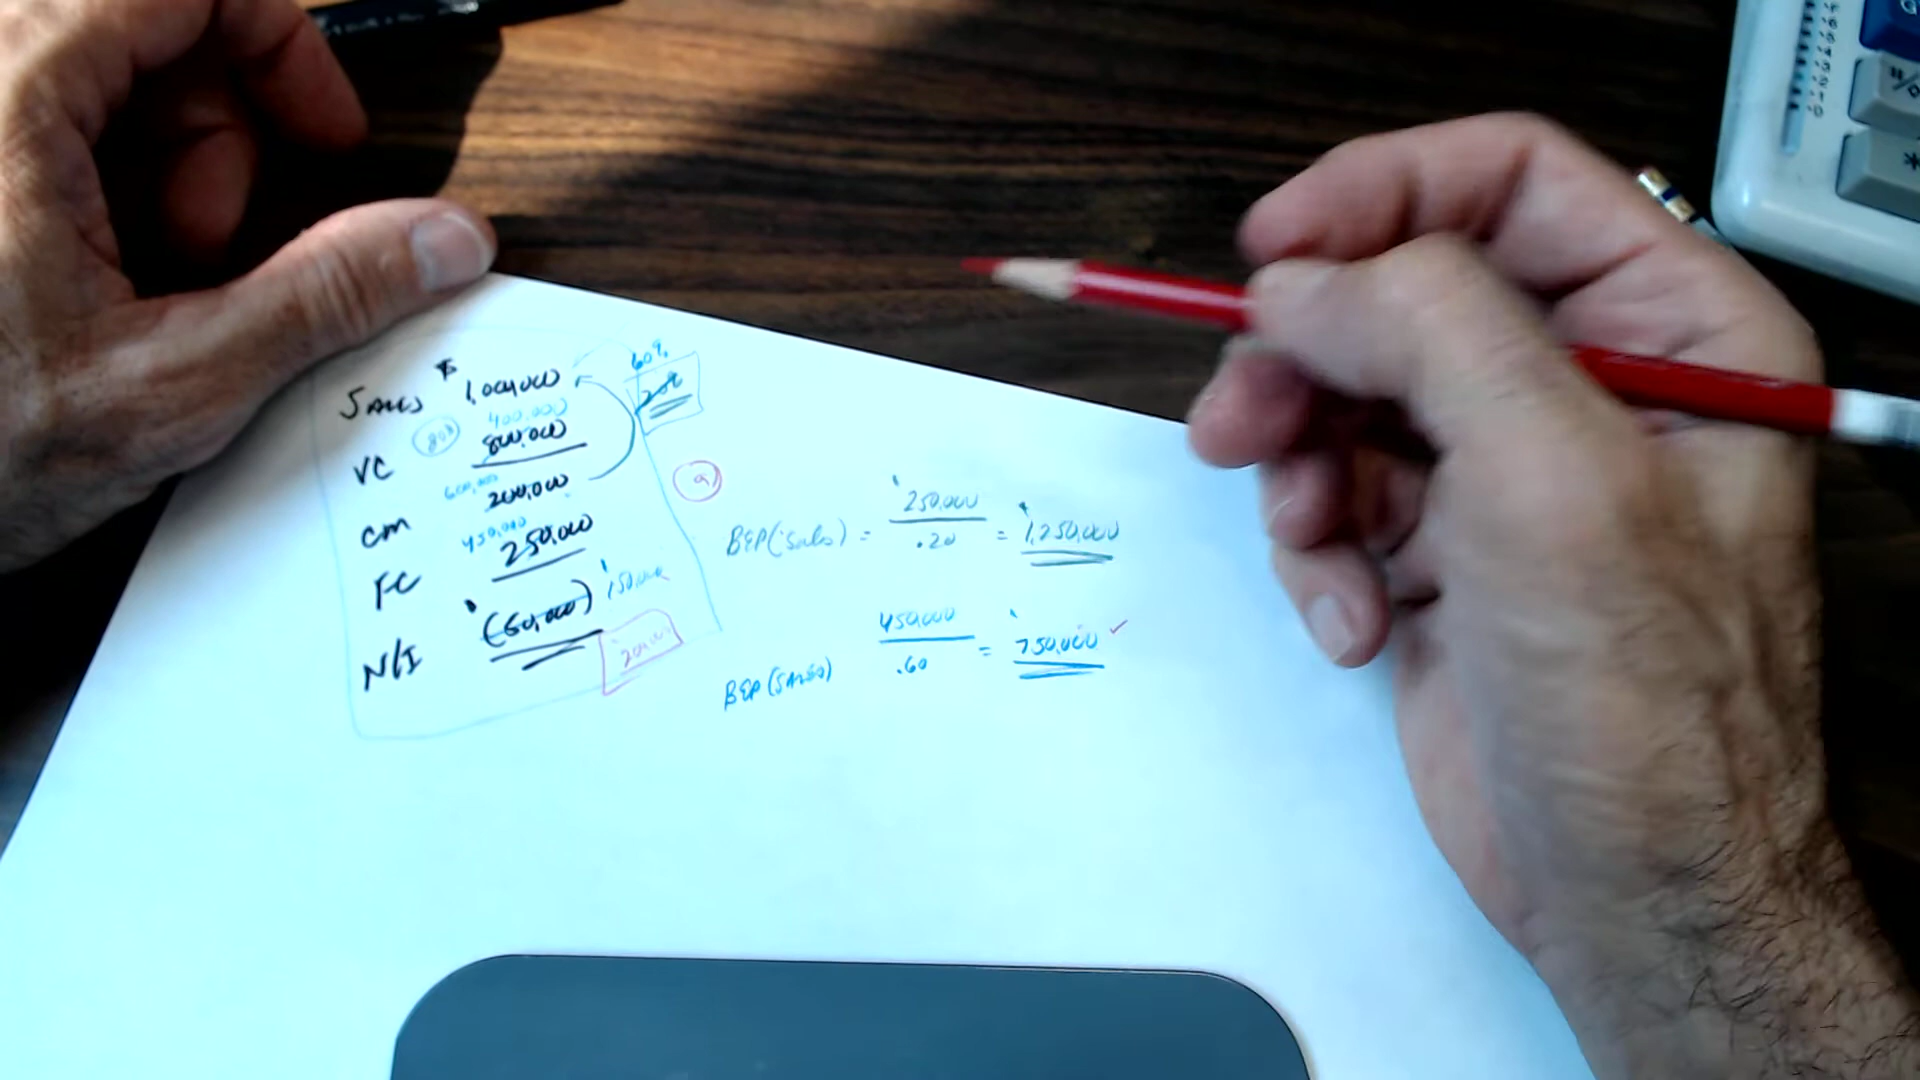 60%
SALES $ 1,000,000
20%
400,000
VC 80% 800,000
600,000
CM 200,000
450,000
FC 250,000
N/I (50,000) 150,000
200,000
a
BEP (Sales) = 250,000 / .20 = 1,250,000
BEP (SALES) 450,000 / .60 = 750,000 ✓
%
*